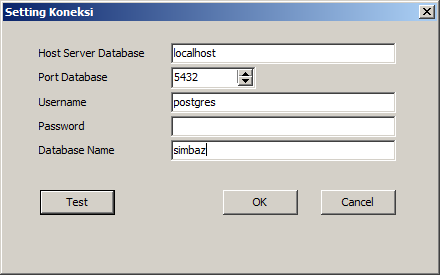 Setting Koneksi
Host Server Database localhost
Port Database 5432
Username postgres
Password
Database Name simbaz
Test OK Cancel